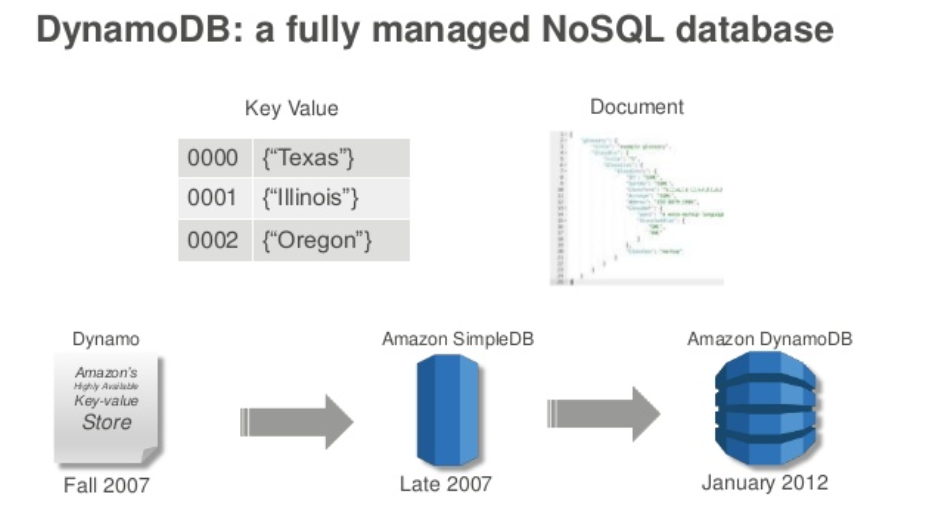 DynamoDB: a fully managed NoSQL database
Key Value
Document
0000 {“Texas”}
0001 {“Illinois”}
0002 {“Oregon”}
Dynamo
Amazon's
Highly Available
Key-value
Store
Fall 2007
Amazon SimpleDB
Late 2007
Amazon DynamoDB
January 2012